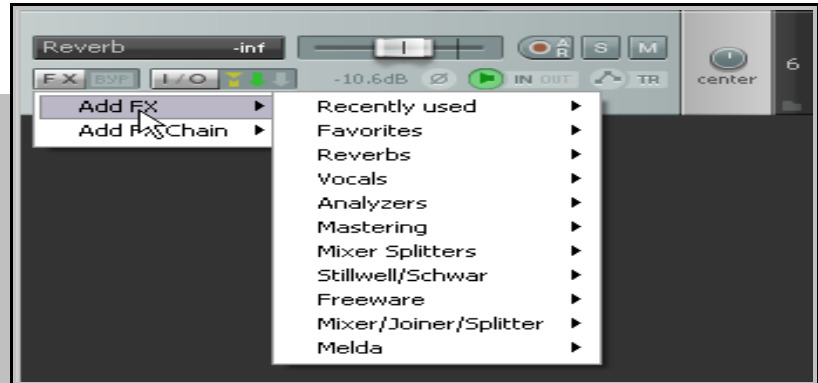 Reverb -inf
A
R
S M
FX BYP I/O -10.6dB Ø IN OUT TR
center
6
Add FX
Add FX Chain
Recently used
Favorites
Reverbs
Vocals
Analyzers
Mastering
Mixer Splitters
Stillwell/Schwar
Freeware
Mixer/Joiner/Splitter
Melda